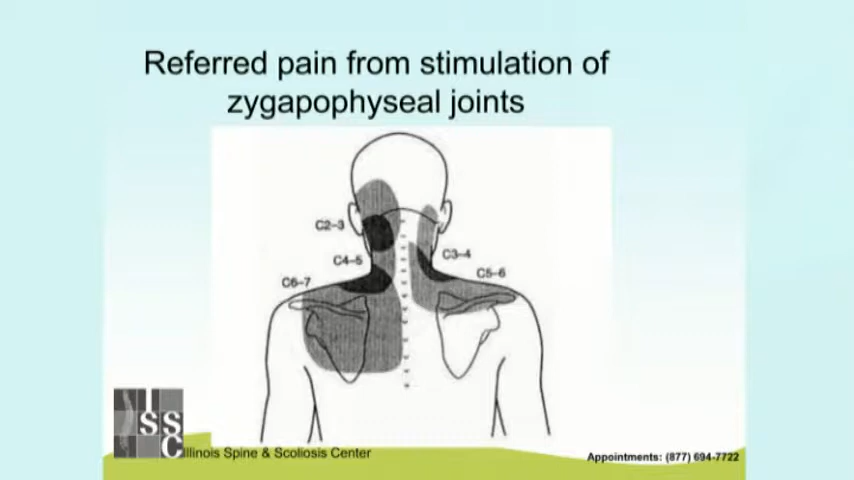 Referred pain from stimulation of
zygapophyseal joints
C2-3
C4-5
C3-4
C6-7
C5-6
I
SS
C
Illinois Spine & Scoliosis Center
Appointments: (877) 694-7722